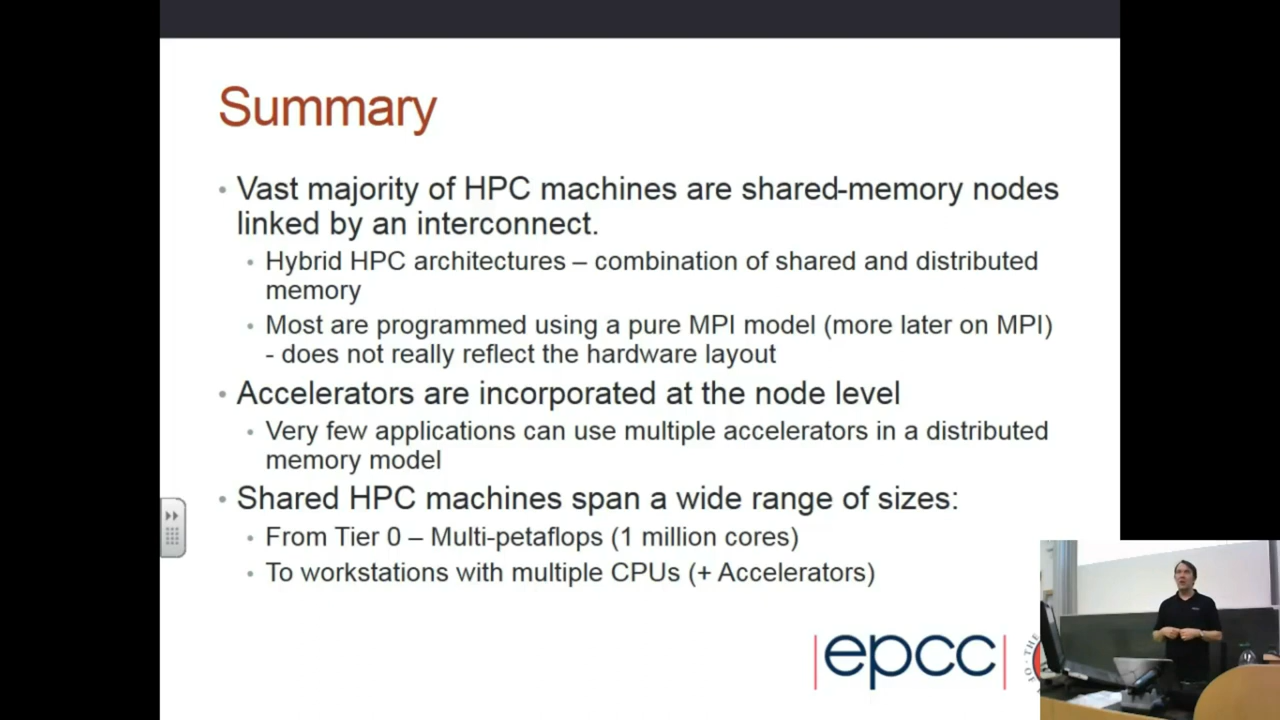 Summary
• Vast majority of HPC machines are shared-memory nodes
linked by an interconnect.
• Hybrid HPC architectures – combination of shared and distributed
memory
• Most are programmed using a pure MPI model (more later on MPI)
- does not really reflect the hardware layout
• Accelerators are incorporated at the node level
• Very few applications can use multiple accelerators in a distributed
memory model
• Shared HPC machines span a wide range of sizes:
• From Tier 0 – Multi-petaflops (1 million cores)
• To workstations with multiple CPUs (+ Accelerators)
|epcc|